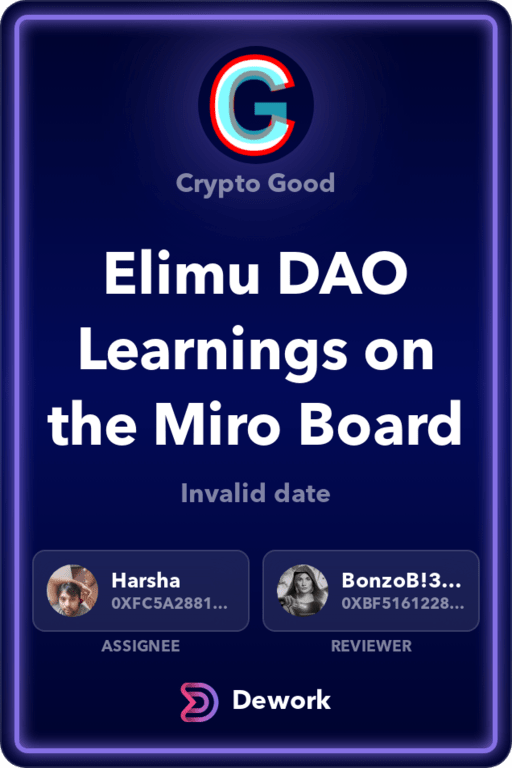 CG
Crypto Good
Elimu DAO
Learnings on
the Miro Board
Invalid date
Harsha
0XFC5A2881...
BonzoB!3...
0XBF5161228...
ASSIGNEE
REVIEWER
Dework